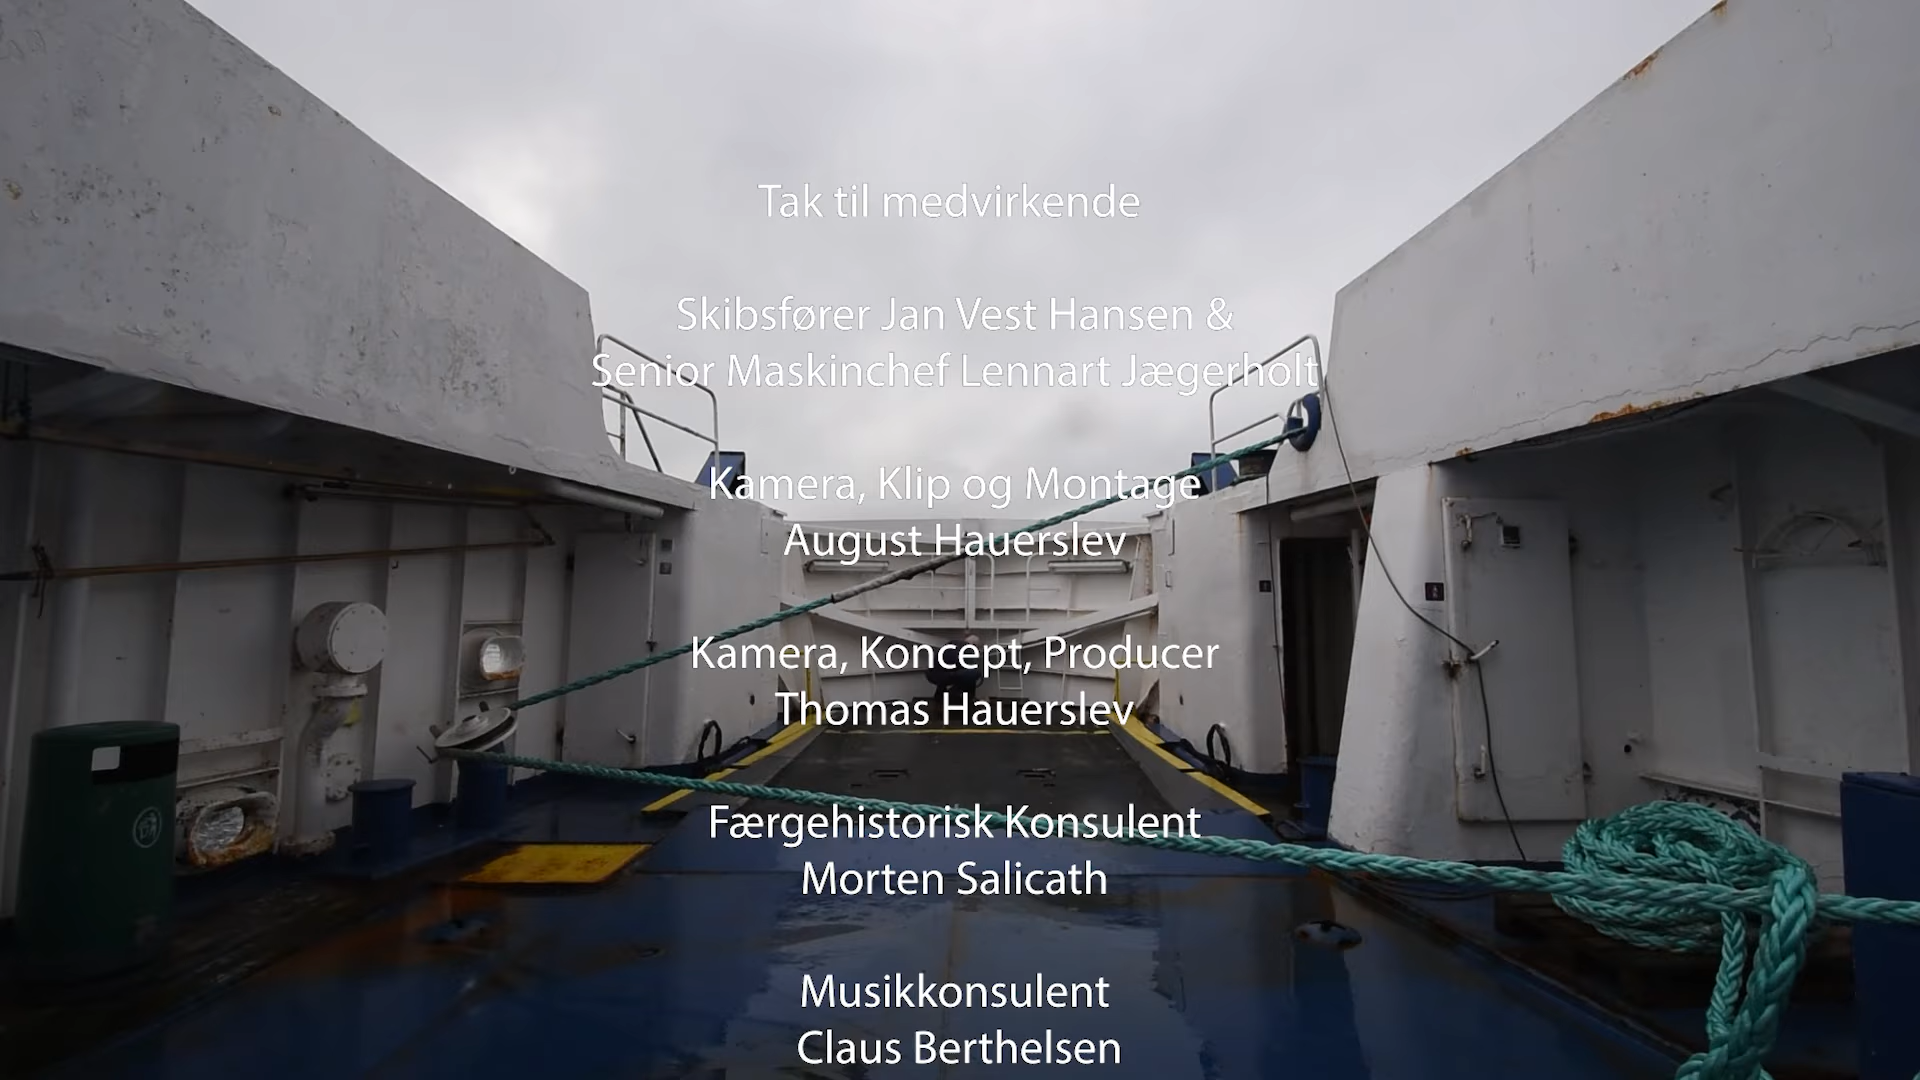 Tak til medvirkende
Skibsfører Jan Vest Hansen &
Senior Maskinchef Lennart Jægerholt
Kamera, Klip og Montage
August Hauerslev
Kamera, Koncept, Producer
Thomas Hauerslev
Færgehistorisk Konsulent
Morten Salicath
Musikkonsulent
Claus Berthelsen